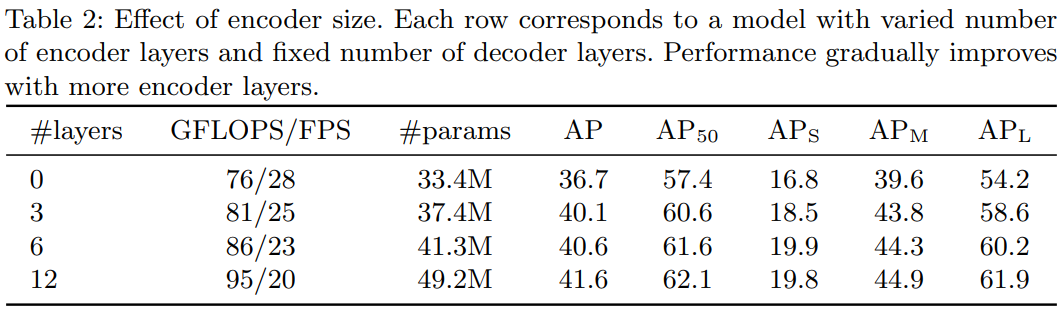 Table 2: Effect of encoder size. Each row corresponds to a model with varied number
of encoder layers and fixed number of decoder layers. Performance gradually improves
with more encoder layers.
#layers GFLOPS/FPS #params AP AP50 APS APM APL
0 76/28 33.4M 36.7 57.4 16.8 39.6 54.2
3 81/25 37.4M 40.1 60.6 18.5 43.8 58.6
6 86/23 41.3M 40.6 61.6 19.9 44.3 60.2
12 95/20 49.2M 41.6 62.1 19.8 44.9 61.9